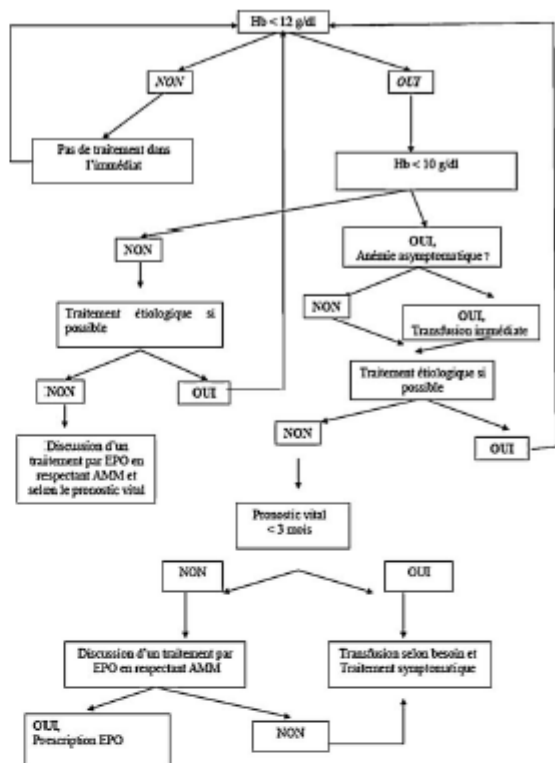 Hb < 12 g/dl
NON
OUI
Pas de traitement dans
l'immédiat
Hb < 10 g/dl
NON
OUI,
Anémie asymptomatique ?
Traitement étiologique si
possible
NON
OUI,
Transfusion immédiate
NON
OUI
Traitement étiologique si
possible
Discussion d'un
traitement par EPO en
respectant AMM et
selon le pronostic vital
NON
OUI
Pronostic vital
< 3 mois
NON
OUI
Discussion d'un traitement par
EPO en respectant AMM
Transfusion selon besoin et
Traitement symptomatique
OUI,
Prescription EPO
NON